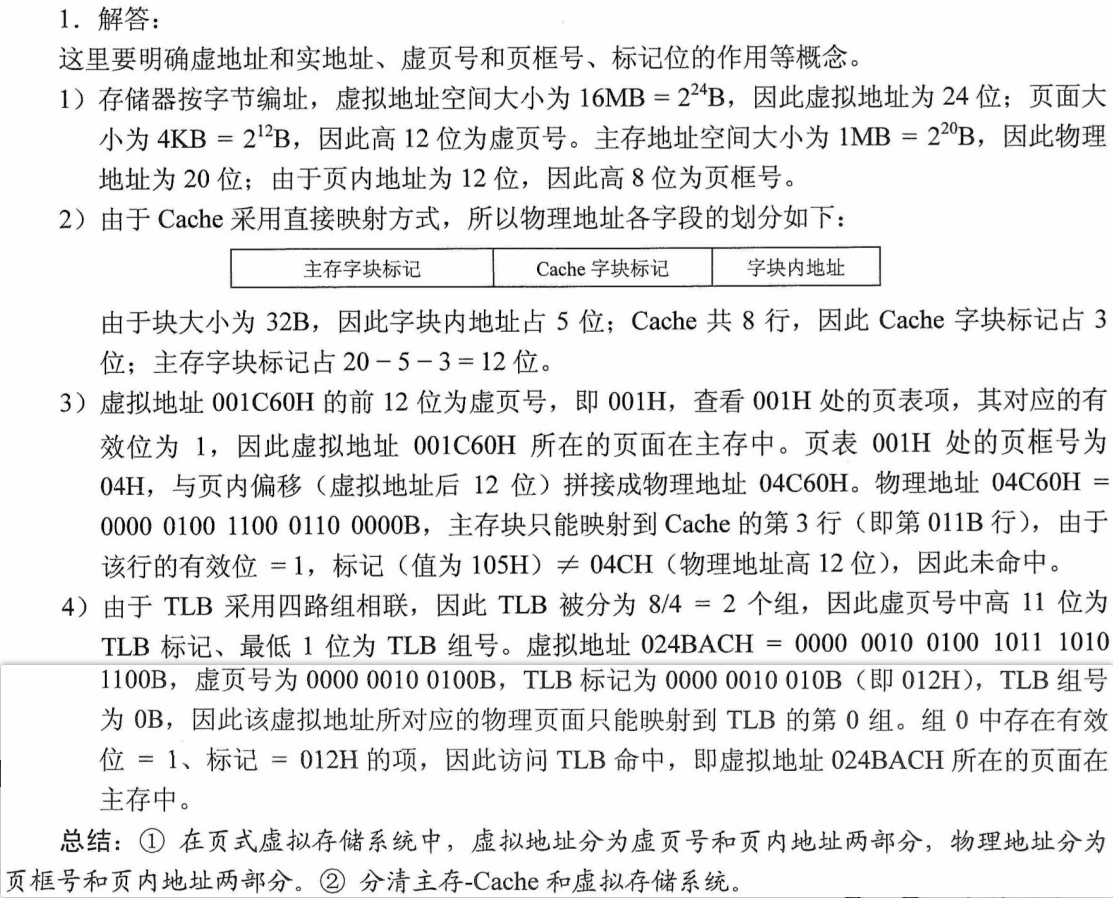 1．解答：
这里要明确虚地址和实地址、虚页号和页框号、标记位的作用等概念。
1）存储器按字节编址，虚拟地址空间大小为 16MB = 2²⁴B，因此虚拟地址为 24 位；页面大
小为 4KB = 2¹²B，因此高 12 位为虚页号。主存地址空间大小为 1MB = 2²⁰B，因此物理
地址为 20 位；由于页内地址为 12 位，因此高 8 位为页框号。
2）由于 Cache 采用直接映射方式，所以物理地址各字段的划分如下：
主存字块标记 Cache 字块标记 字块内地址
由于块大小为 32B，因此字块内地址占 5 位；Cache 共 8 行，因此 Cache 字块标记占 3
位；主存字块标记占 20 − 5 − 3 = 12 位。
3）虚拟地址 001C60H 的前 12 位为虚页号，即 001H，查看 001H 处的页表项，其对应的有
效位为 1，因此虚拟地址 001C60H 所在的页面在主存中。页表 001H 处的页框号为
04H，与页内偏移（虚拟地址后 12 位）拼接成物理地址 04C60H。物理地址 04C60H =
0000 0100 1100 0110 0000B，主存块只能映射到 Cache 的第 3 行（即第 011B 行），由于
该行的有效位 = 1，标记（值为 105H）≠ 04CH（物理地址高 12 位），因此未命中。
4）由于 TLB 采用四路组相联，因此 TLB 被分为 8/4 = 2 个组，因此虚页号中高 11 位为
TLB 标记、最低 1 位为 TLB 组号。虚拟地址 024BACH = 0000 0010 0100 1011 1010
1100B，虚页号为 0000 0010 0100B，TLB 标记为 0000 0010 010B（即 012H），TLB 组号
为 0B，因此该虚拟地址所对应的物理页面只能映射到 TLB 的第 0 组。组 0 中存在有效
位 = 1、标记 = 012H 的项，因此访问 TLB 命中，即虚拟地址 024BACH 所在的页面在
主存中。
总结：① 在页式虚拟存储系统中，虚拟地址分为虚页号和页内地址两部分，物理地址分为
页框号和页内地址两部分。② 分清主存-Cache 和虚拟存储系统。